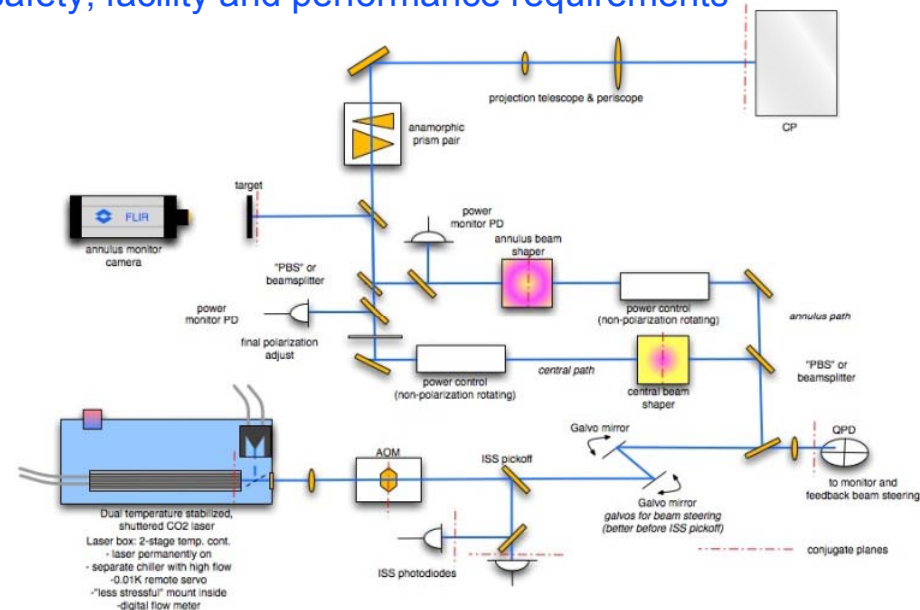 safety, facility and performance requirements
projection telescope & periscope
CP
anamorphic
prism pair
target
FLIR
annulus monitor
camera
power
monitor PD
annulus beam
shaper
"PBS" or
beamsplitter
power
monitor PD
final polarization
adjust
power control
(non-polarization rotating)
annulus path
power control
(non-polarization rotating)
central path
central beam
shaper
"PBS" or
beamsplitter
Galvo mirror
QPD
AOM
ISS pickoff
to monitor and
feedback beam steering
Galvo mirror
galvos for beam steering
(better before ISS pickoff)
Dual temperature stabilized,
shuttered CO2 laser
Laser box: 2-stage temp. cont.
- laser permanently on
- separate chiller with high flow
-0.01K remote servo
-"less stressful" mount inside
-digital flow meter
ISS photodiodes
conjugate planes